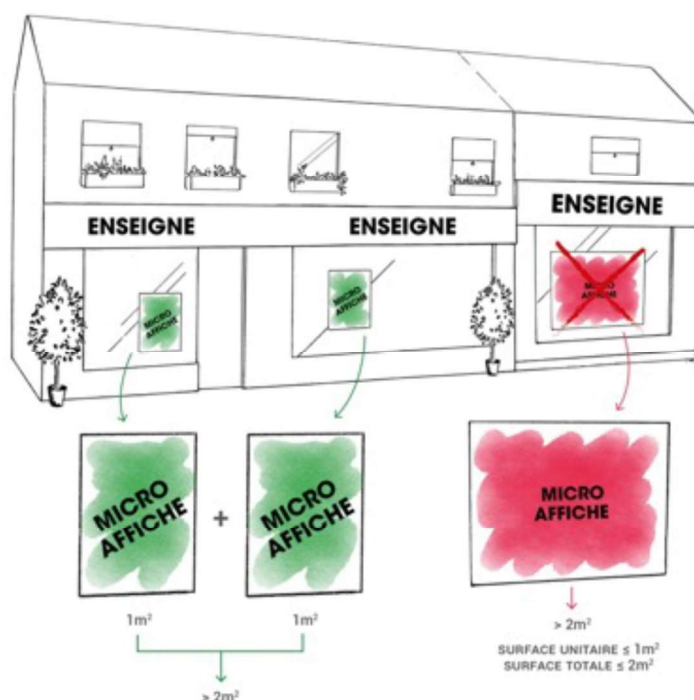 ENSEIGNE
ENSEIGNE
ENSEIGNE
MICRO
AFFICHE
MICRO
AFFICHE
MICRO
AFFICHE
MICRO
AFFICHE
+
MICRO
AFFICHE
MICRO
AFFICHE
1m²
1m²
> 2m²
> 2m²
SURFACE UNITAIRE ≤ 1m²
SURFACE TOTALE ≤ 2m²